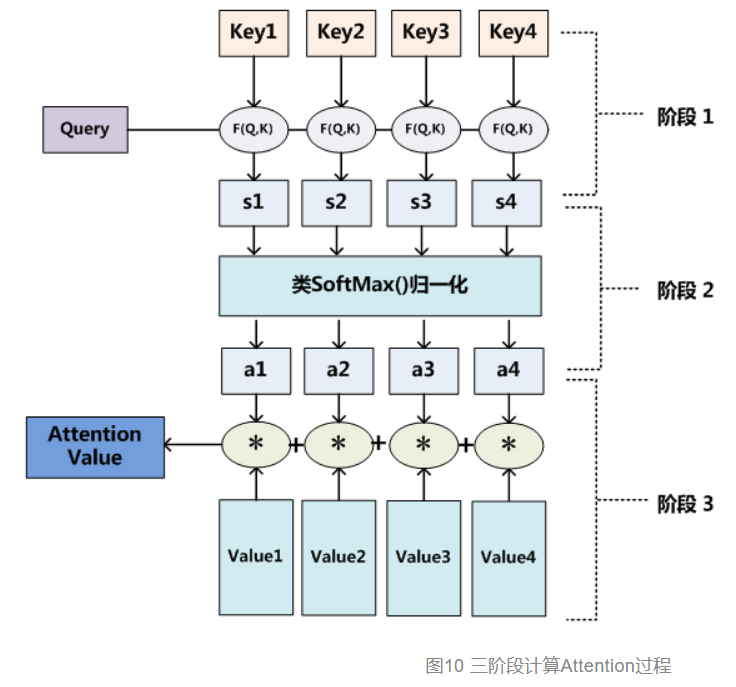 Key1 Key2 Key3 Key4
阶段 1
Query F(Q,K) F(Q,K) F(Q,K) F(Q,K)
s1 s2 s3 s4
类SoftMax()归一化
阶段 2
a1 a2 a3 a4
Attention
Value
* + * + * + *
阶段 3
Value1 Value2 Value3 Value4
图10 三阶段计算Attention过程